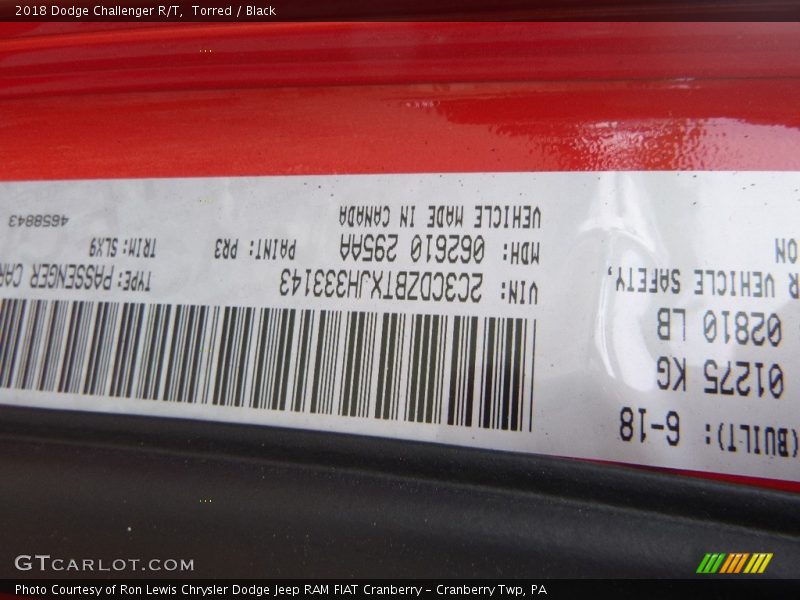 2018 Dodge Challenger R/T, Torred / Black
(BUILT): 6-18
01275 KG
02810 LB
R VEHICLE SAFETY,
ON
VIN: 2C3CDZBTXJH333143
TYPE: PASSENGER CAR
MDH: 062610 295AA
PAINT: PR3
TRIM: SLX9
VEHICLE MADE IN CANADA
4658843
GTCARLOT.COM
Photo Courtesy of Ron Lewis Chrysler Dodge Jeep RAM FIAT Cranberry – Cranberry Twp, PA